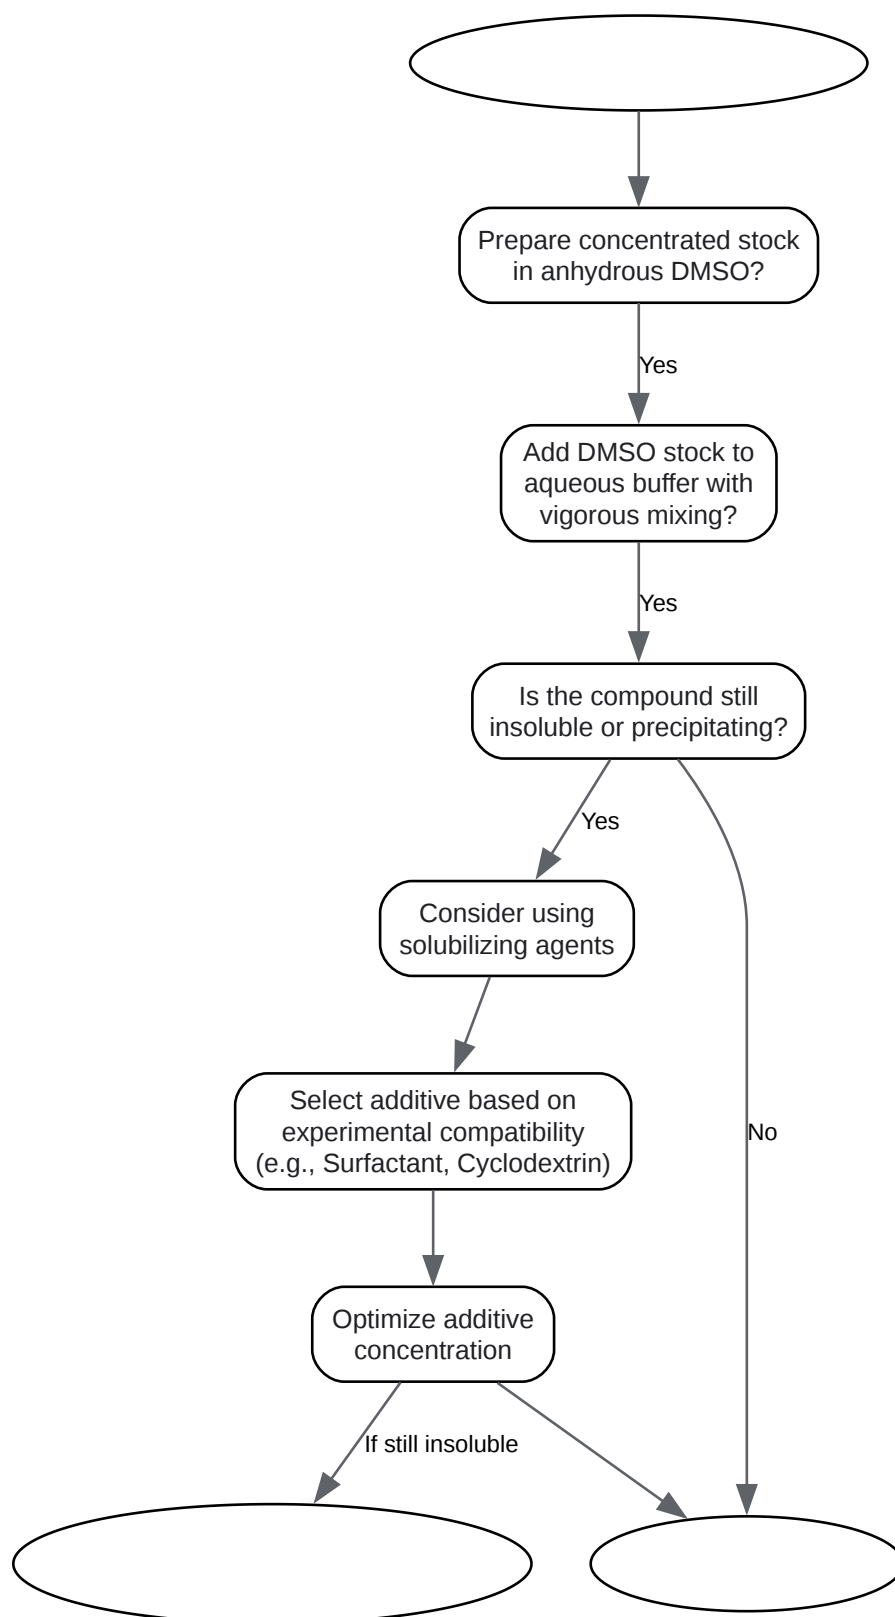 Prepare concentrated stock
in anhydrous DMSO?
Yes
Add DMSO stock to
aqueous buffer with
vigorous mixing?
Yes
Is the compound still
insoluble or precipitating?
Yes
Consider using
solubilizing agents
Select additive based on
experimental compatibility
(e.g., Surfactant, Cyclodextrin)
No
Optimize additive
concentration
If still insoluble